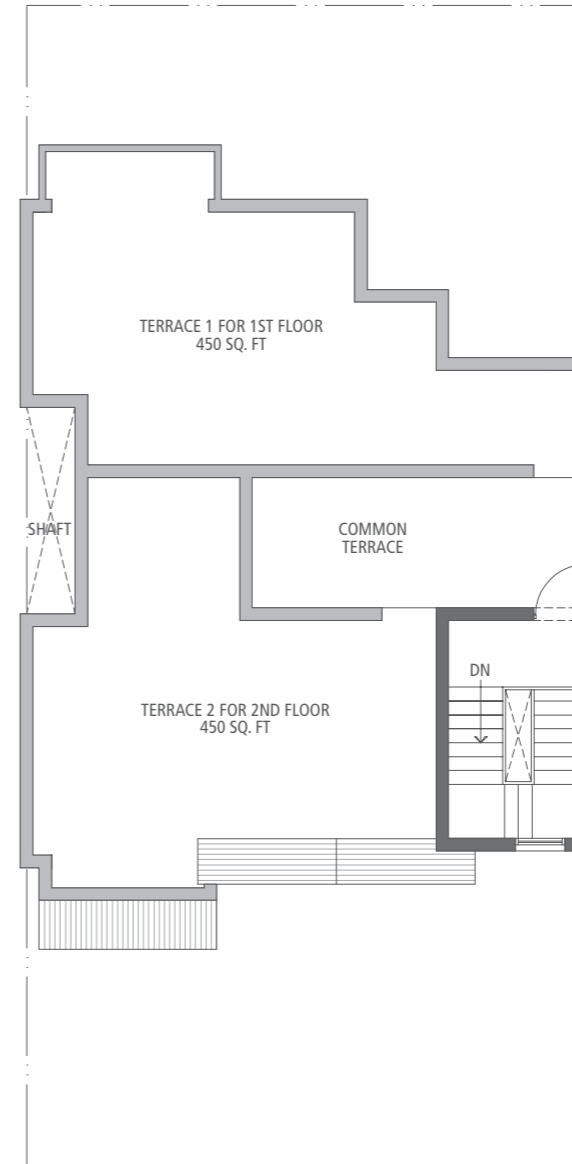 TERRACE 1 FOR 1ST FLOOR
450 SQ. FT
SHAFT
COMMON
TERRACE
DN
TERRACE 2 FOR 2ND FLOOR
450 SQ. FT